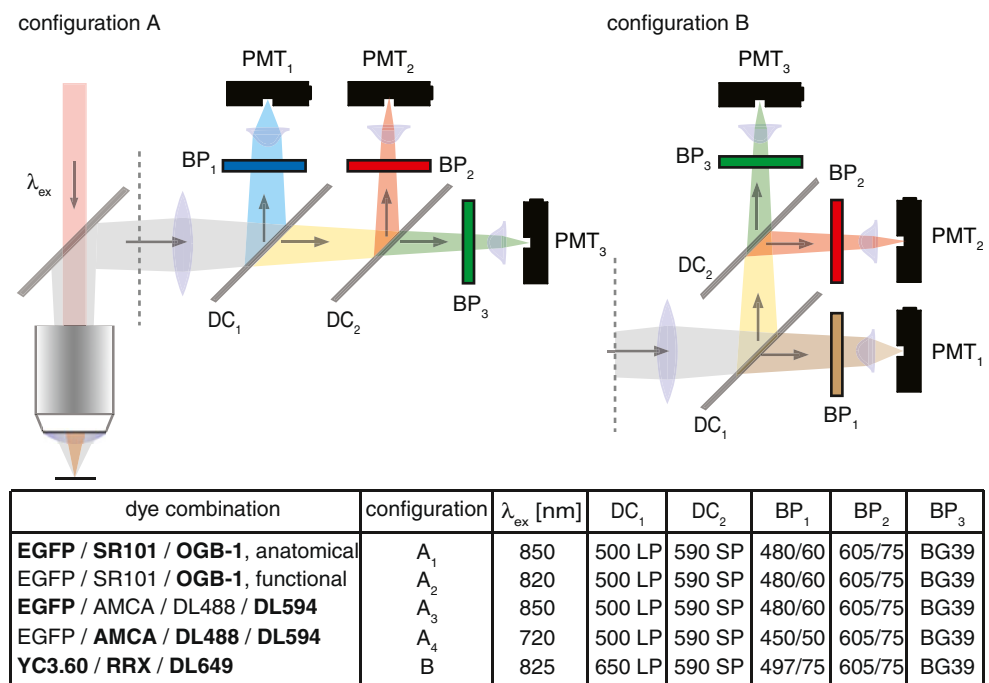 configuration A
configuration B
PMT1
PMT2
PMT3
BP1
BP2
BP3
BP2
λex
PMT3
PMT2
DC2
BP3
DC1
DC2
PMT1
BP1
DC1
dye combination configuration λex [nm] DC1 DC2 BP1 BP2 BP3
EGFP / SR101 / OGB-1, anatomical A1 850 500 LP 590 SP 480/60 605/75 BG39
EGFP / SR101 / OGB-1, functional A2 820 500 LP 590 SP 480/60 605/75 BG39
EGFP / AMCA / DL488 / DL594 A3 850 500 LP 590 SP 480/60 605/75 BG39
EGFP / AMCA / DL488 / DL594 A4 720 500 LP 590 SP 450/50 605/75 BG39
YC3.60 / RRX / DL649 B 825 650 LP 590 SP 497/75 605/75 BG39